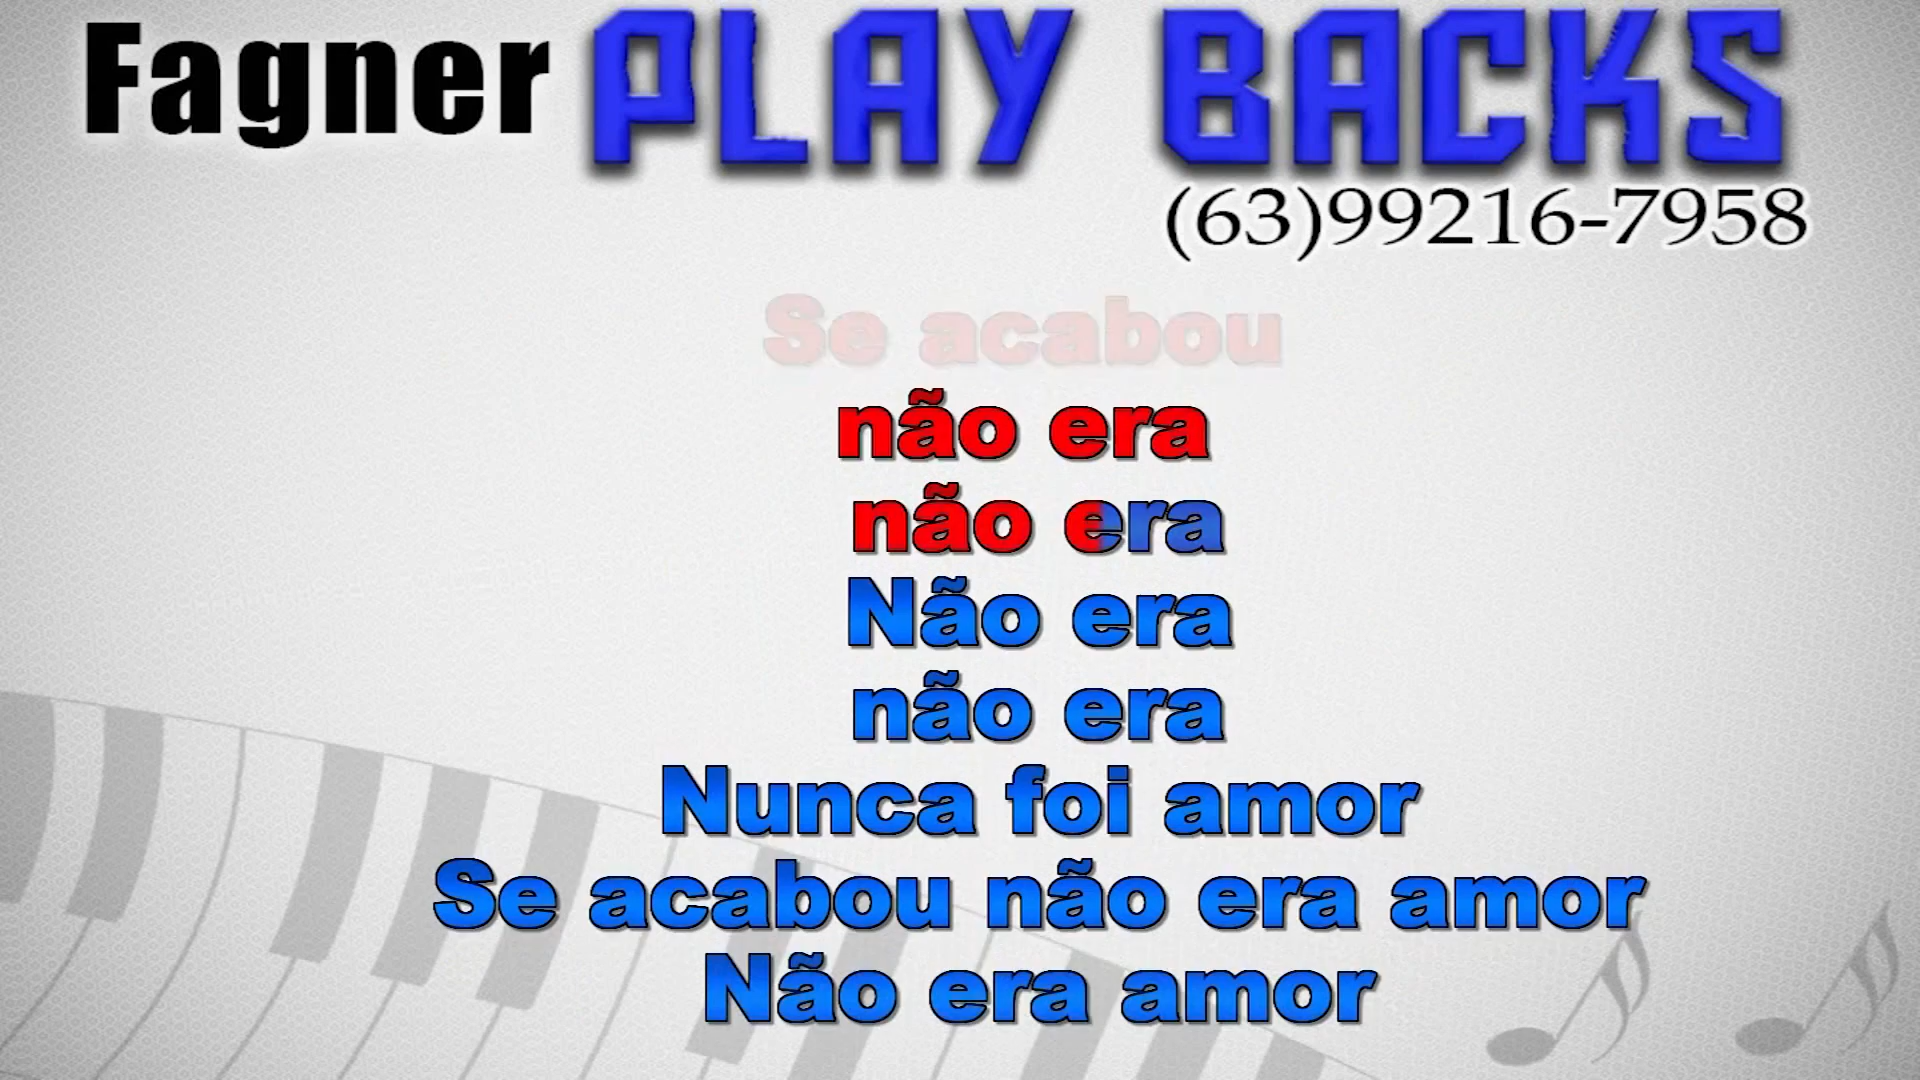 Fagner PLAY BACKS
(63)99216-7958
Se acabou
não era
não era
Não era
não era
Nunca foi amor
Se acabou não era amor
Não era amor